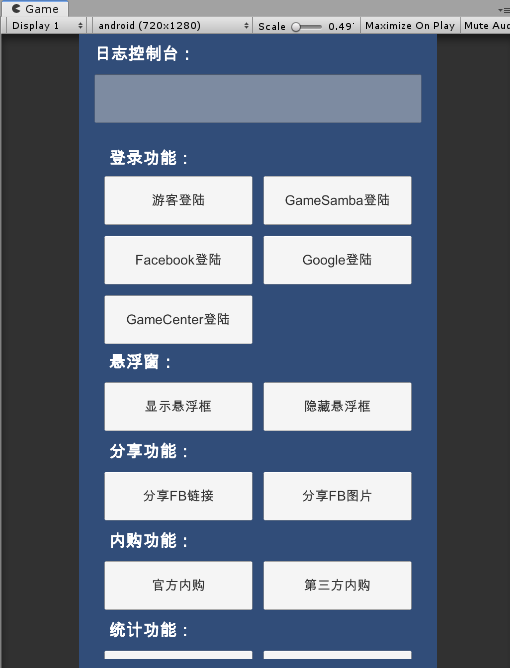 Game
Display 1 android (720x1280) Scale 0.49 Maximize On Play Mute Au
日志控制台：
登录功能：
游客登陆 GameSamba登陆
Facebook登陆 Google登陆
GameCenter登陆
悬浮窗：
显示悬浮框 隐藏悬浮框
分享功能：
分享FB链接 分享FB图片
内购功能：
官方内购 第三方内购
统计功能：